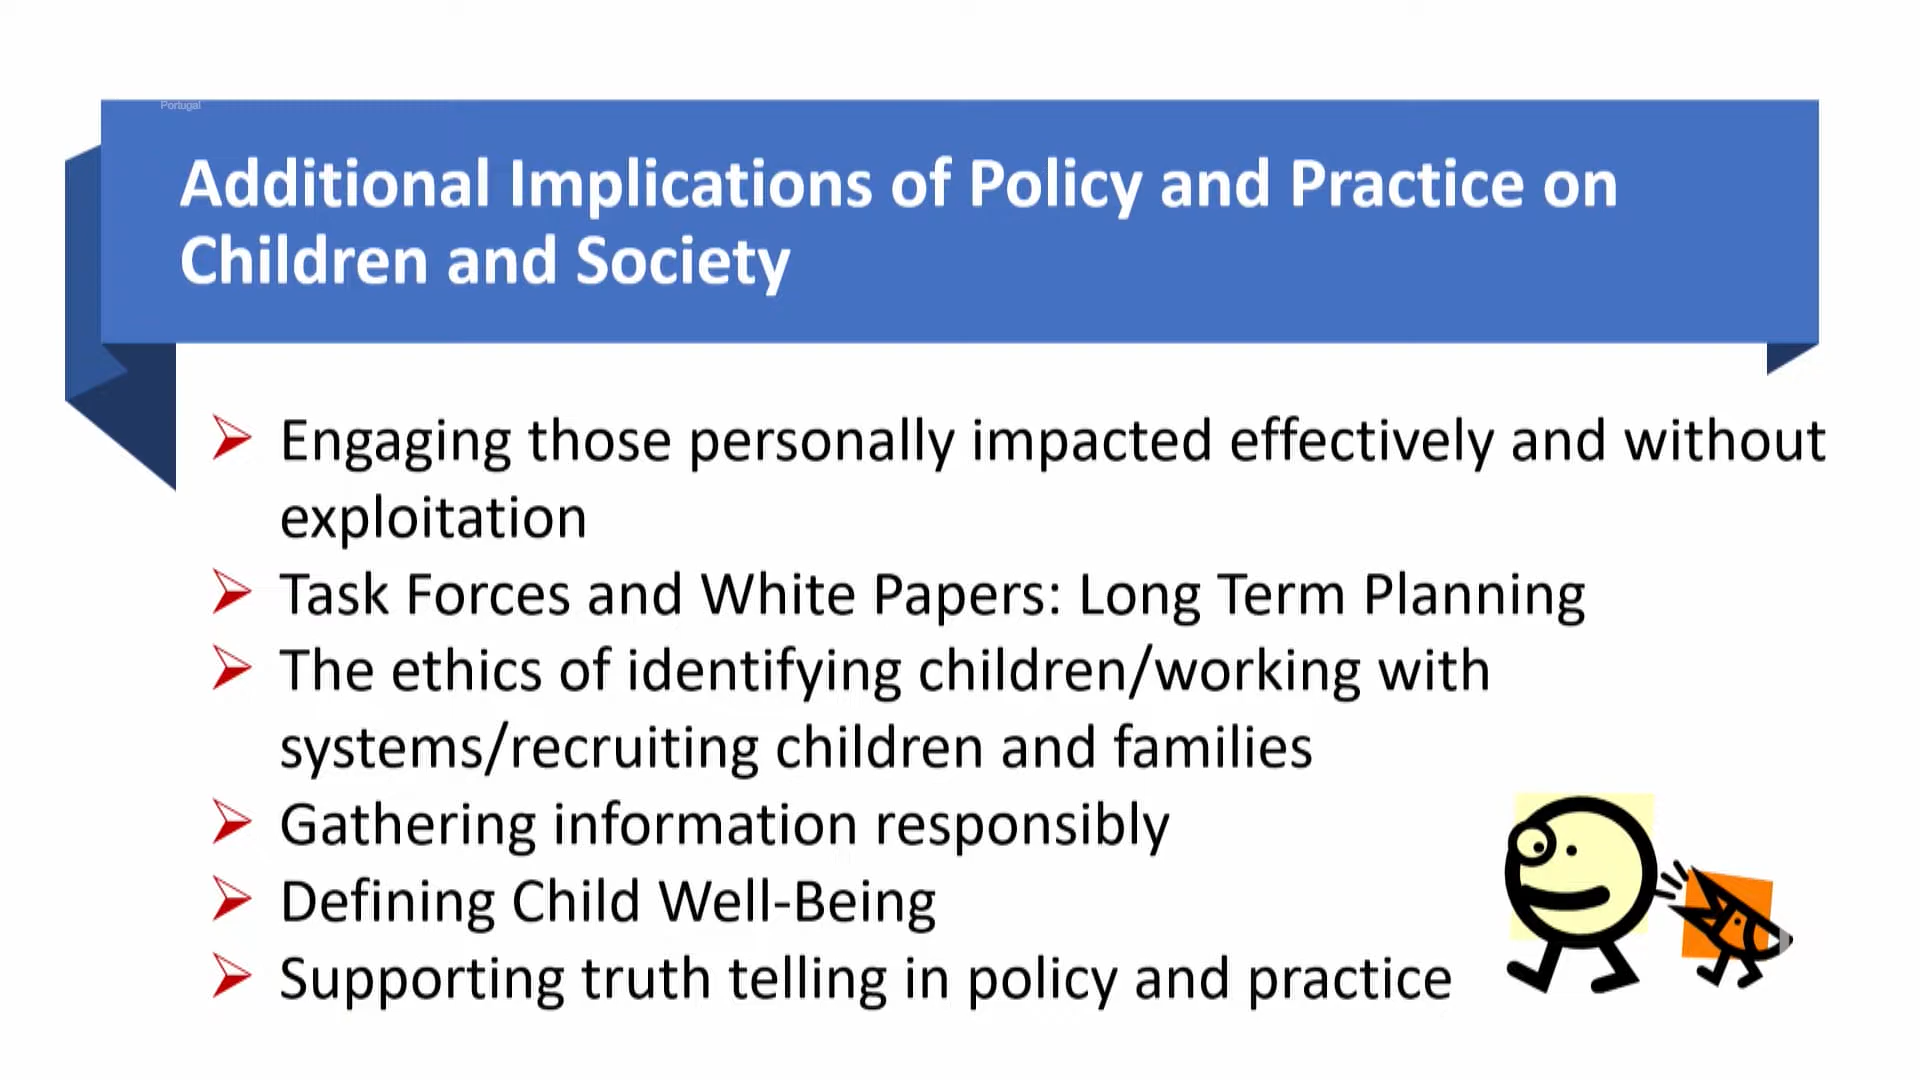 Portugal
Additional Implications of Policy and Practice on
Children and Society
Engaging those personally impacted effectively and without
exploitation
Task Forces and White Papers: Long Term Planning
The ethics of identifying children/working with
systems/recruiting children and families
Gathering information responsibly
Defining Child Well-Being
Supporting truth telling in policy and practice